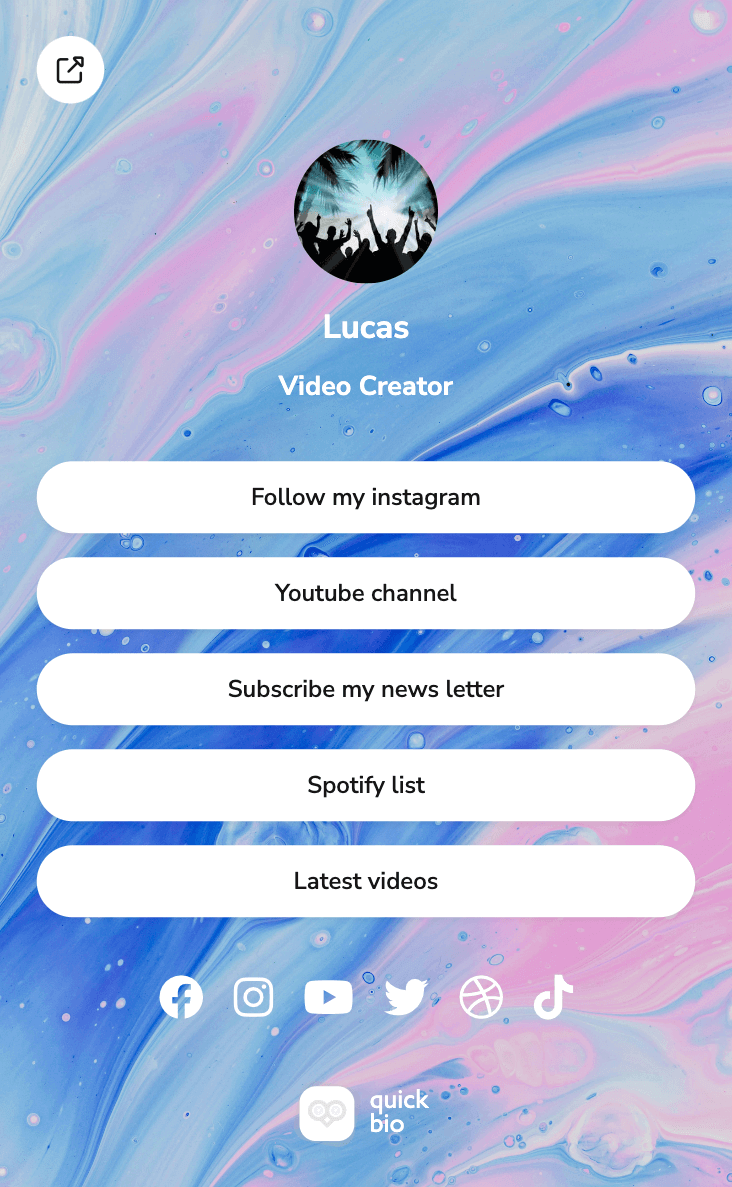 Lucas
Video Creator
Follow my instagram
Youtube channel
Subscribe my news letter
Spotify list
Latest videos
quick
bio